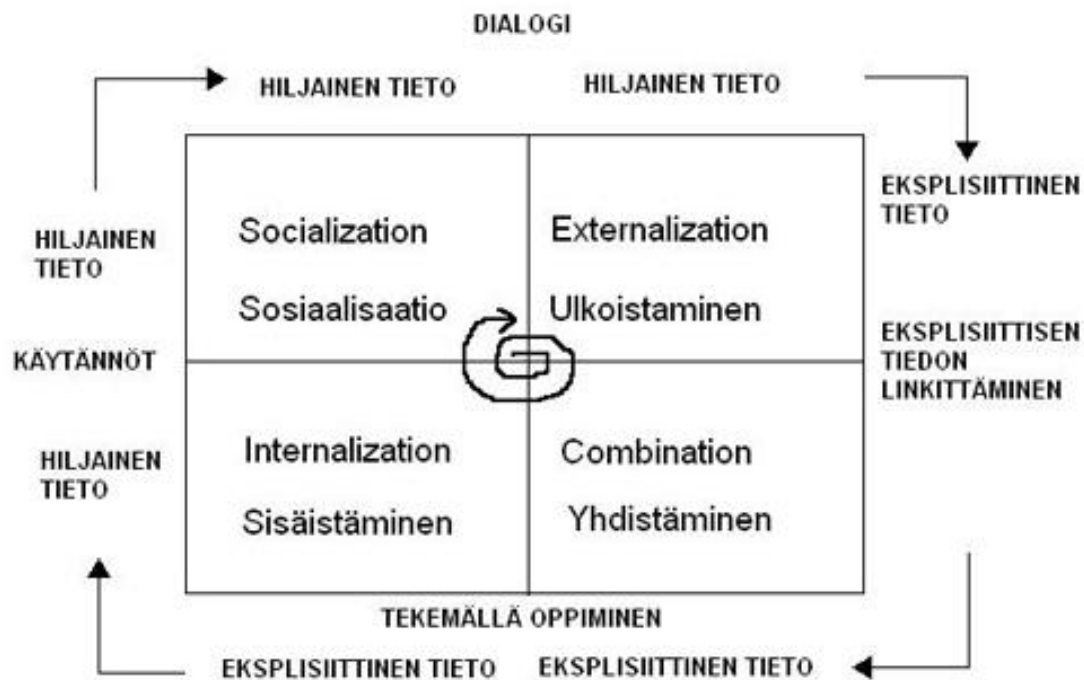 DIALOGI
HILJAINEN TIETO HILJAINEN TIETO
EKSPLISIITTINEN
TIETO
Socialization Externalization
HILJAINEN
TIETO
Sosiaalisaatio Ulkoistaminen
KÄYTÄNNÖT
EKSPLISIITTISEN
TIEDON
LINKITTÄMINEN
Internalization Combination
HILJAINEN
TIETO
Sisäistäminen Yhdistäminen
TEKEMÄLLÄ OPPIMINEN
EKSPLISIITTINEN TIETO EKSPLISIITTINEN TIETO